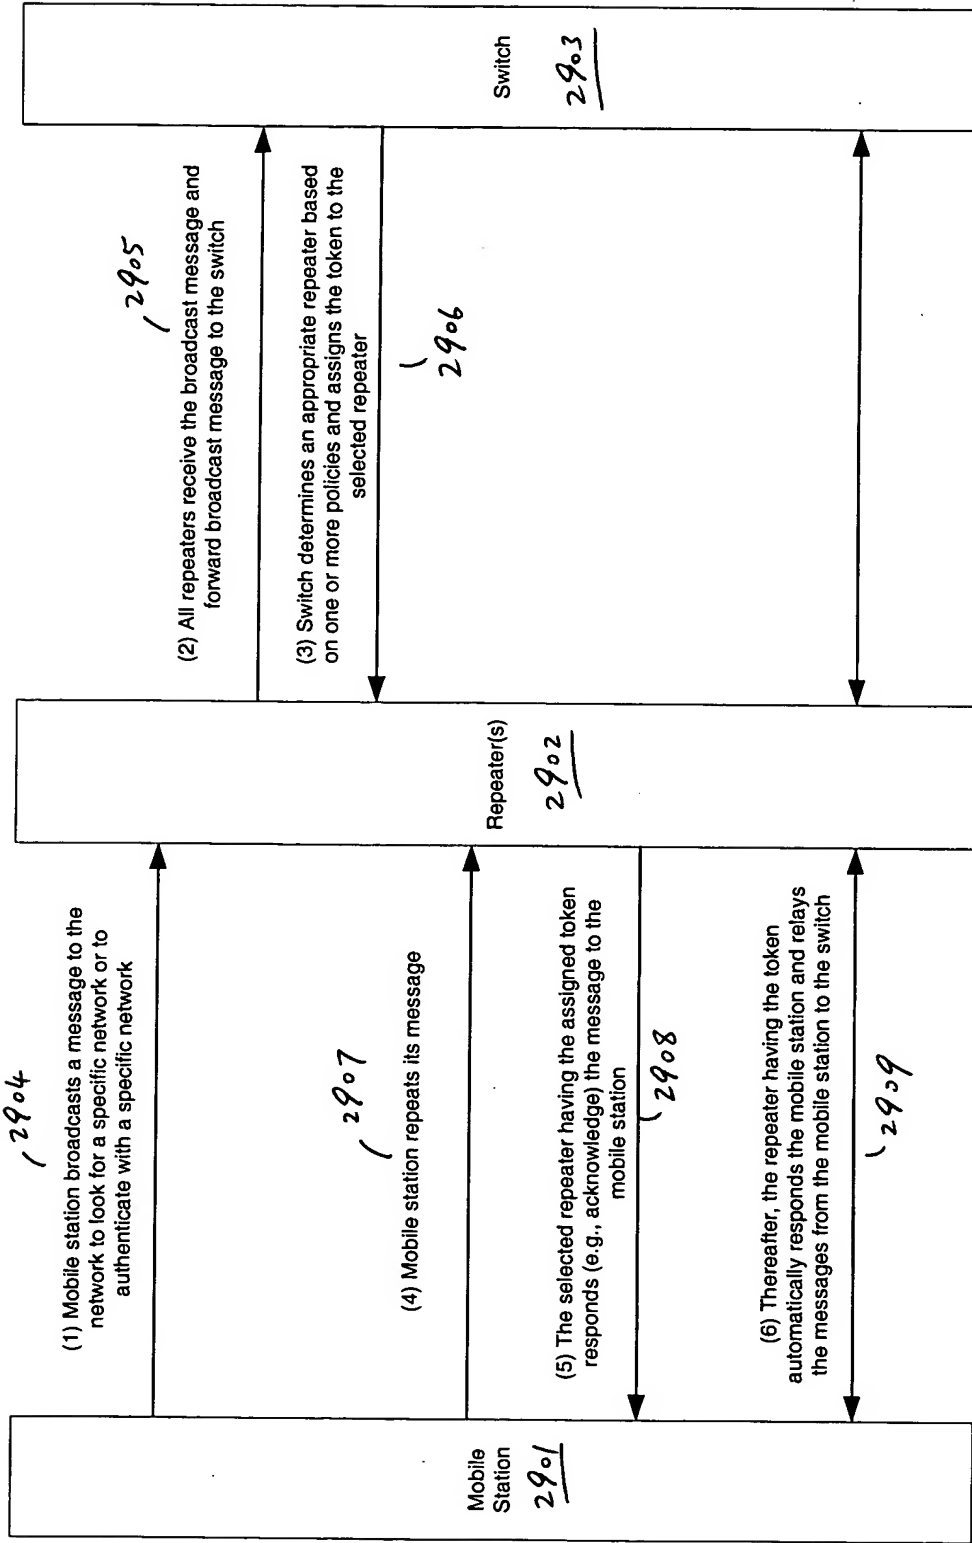 2904
(1) Mobile station broadcasts a message to the
network to look for a specific network or to
authenticate with a specific network
2905
(2) All repeaters receive the broadcast message and
forward broadcast message to the switch
(3) Switch determines an appropriate repeater based
on one or more policies and assigns the token to the
selected repeater
2906
2907
(4) Mobile station repeats its message
Mobile
Station
2901
Repeater(s)
2902
Switch
2903
(5) The selected repeater having the assigned token
responds (e.g., acknowledge) the message to the
mobile station
2908
(6) Thereafter, the repeater having the token
automatically responds the mobile station and relays
the messages from the mobile station to the switch
2909